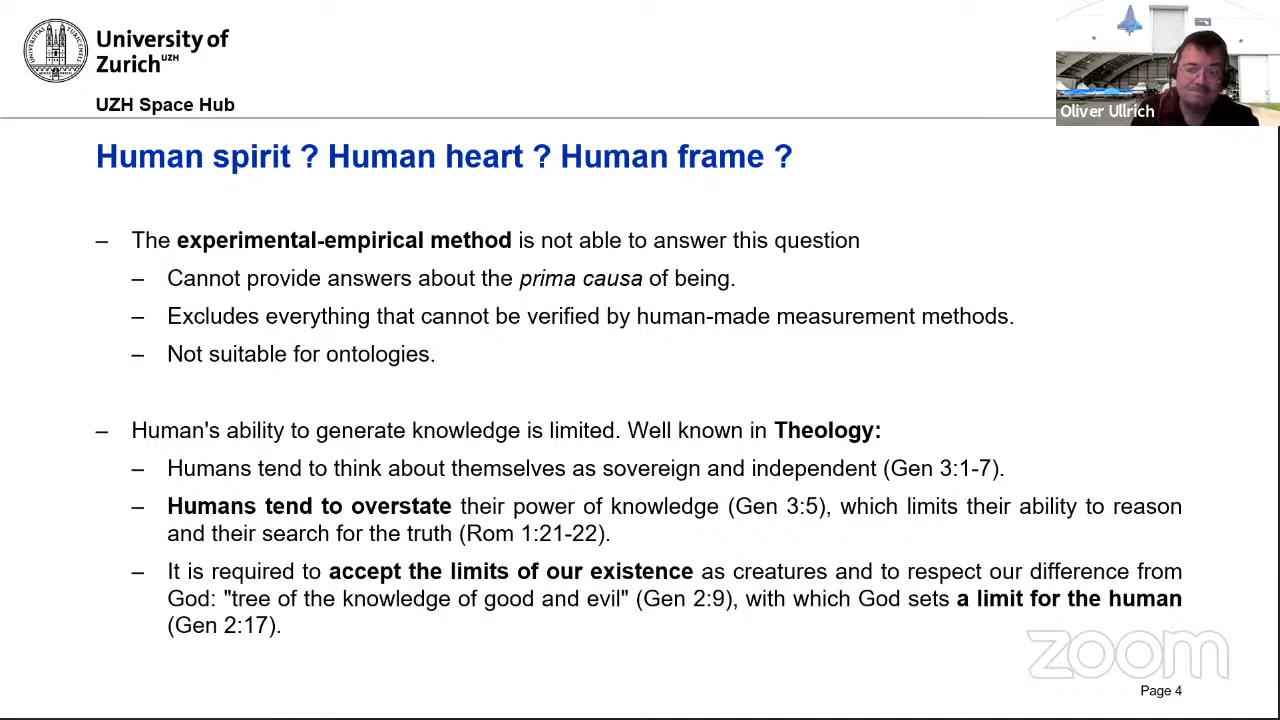 University of
Zurich UZH
UZH Space Hub
Oliver Ullrich
Human spirit ? Human heart ? Human frame ?
– The experimental-empirical method is not able to answer this question
– Cannot provide answers about the prima causa of being.
– Excludes everything that cannot be verified by human-made measurement methods.
– Not suitable for ontologies.
– Human's ability to generate knowledge is limited. Well known in Theology:
– Humans tend to think about themselves as sovereign and independent (Gen 3:1-7).
– Humans tend to overstate their power of knowledge (Gen 3:5), which limits their ability to reason
and their search for the truth (Rom 1:21-22).
– It is required to accept the limits of our existence as creatures and to respect our difference from
God: "tree of the knowledge of good and evil" (Gen 2:9), with which God sets a limit for the human
(Gen 2:17).
zoom
Page 4